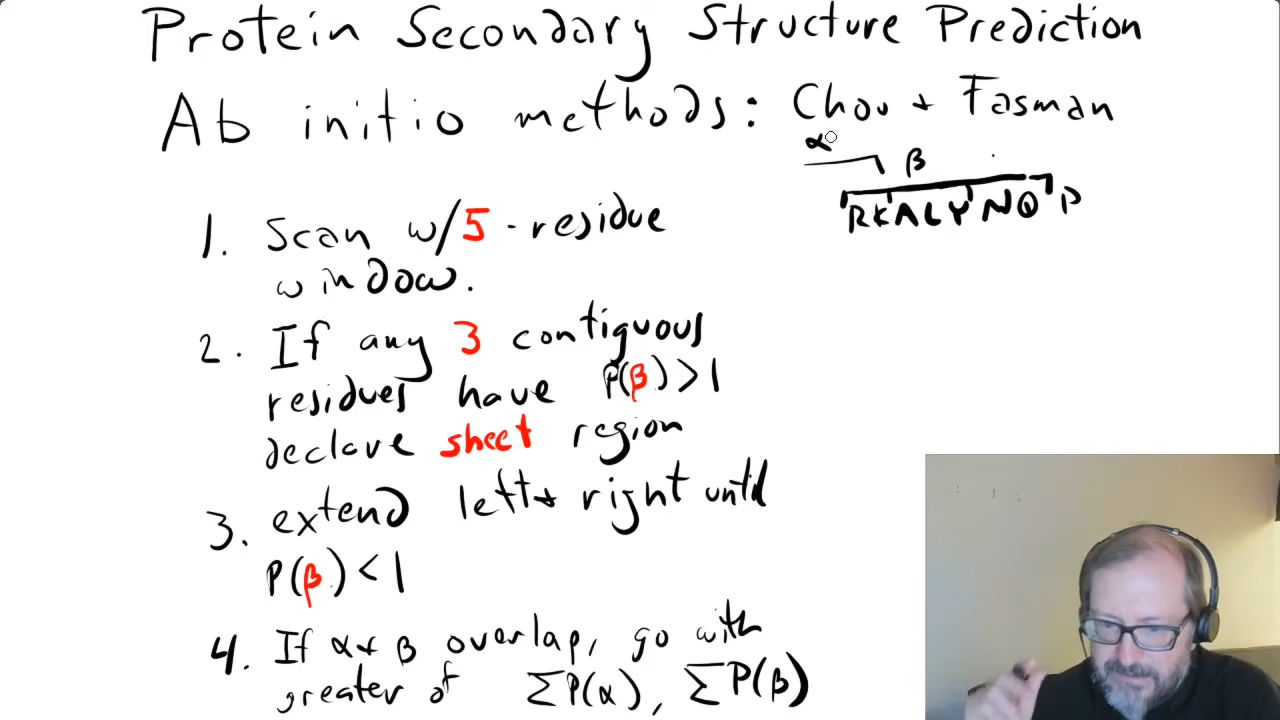 Protein Secondary Structure Prediction
Ab initio methods: Chou + Fasman
α
β
RKALYNQP
1. Scan w/5-residue
window.
2. If any 3 contiguous
residues have P(β)>1
declare sheet region
3. extend left + right until
P(β)<1
4. If α + β overlap, go with
greater of ΣP(α), ΣP(β)